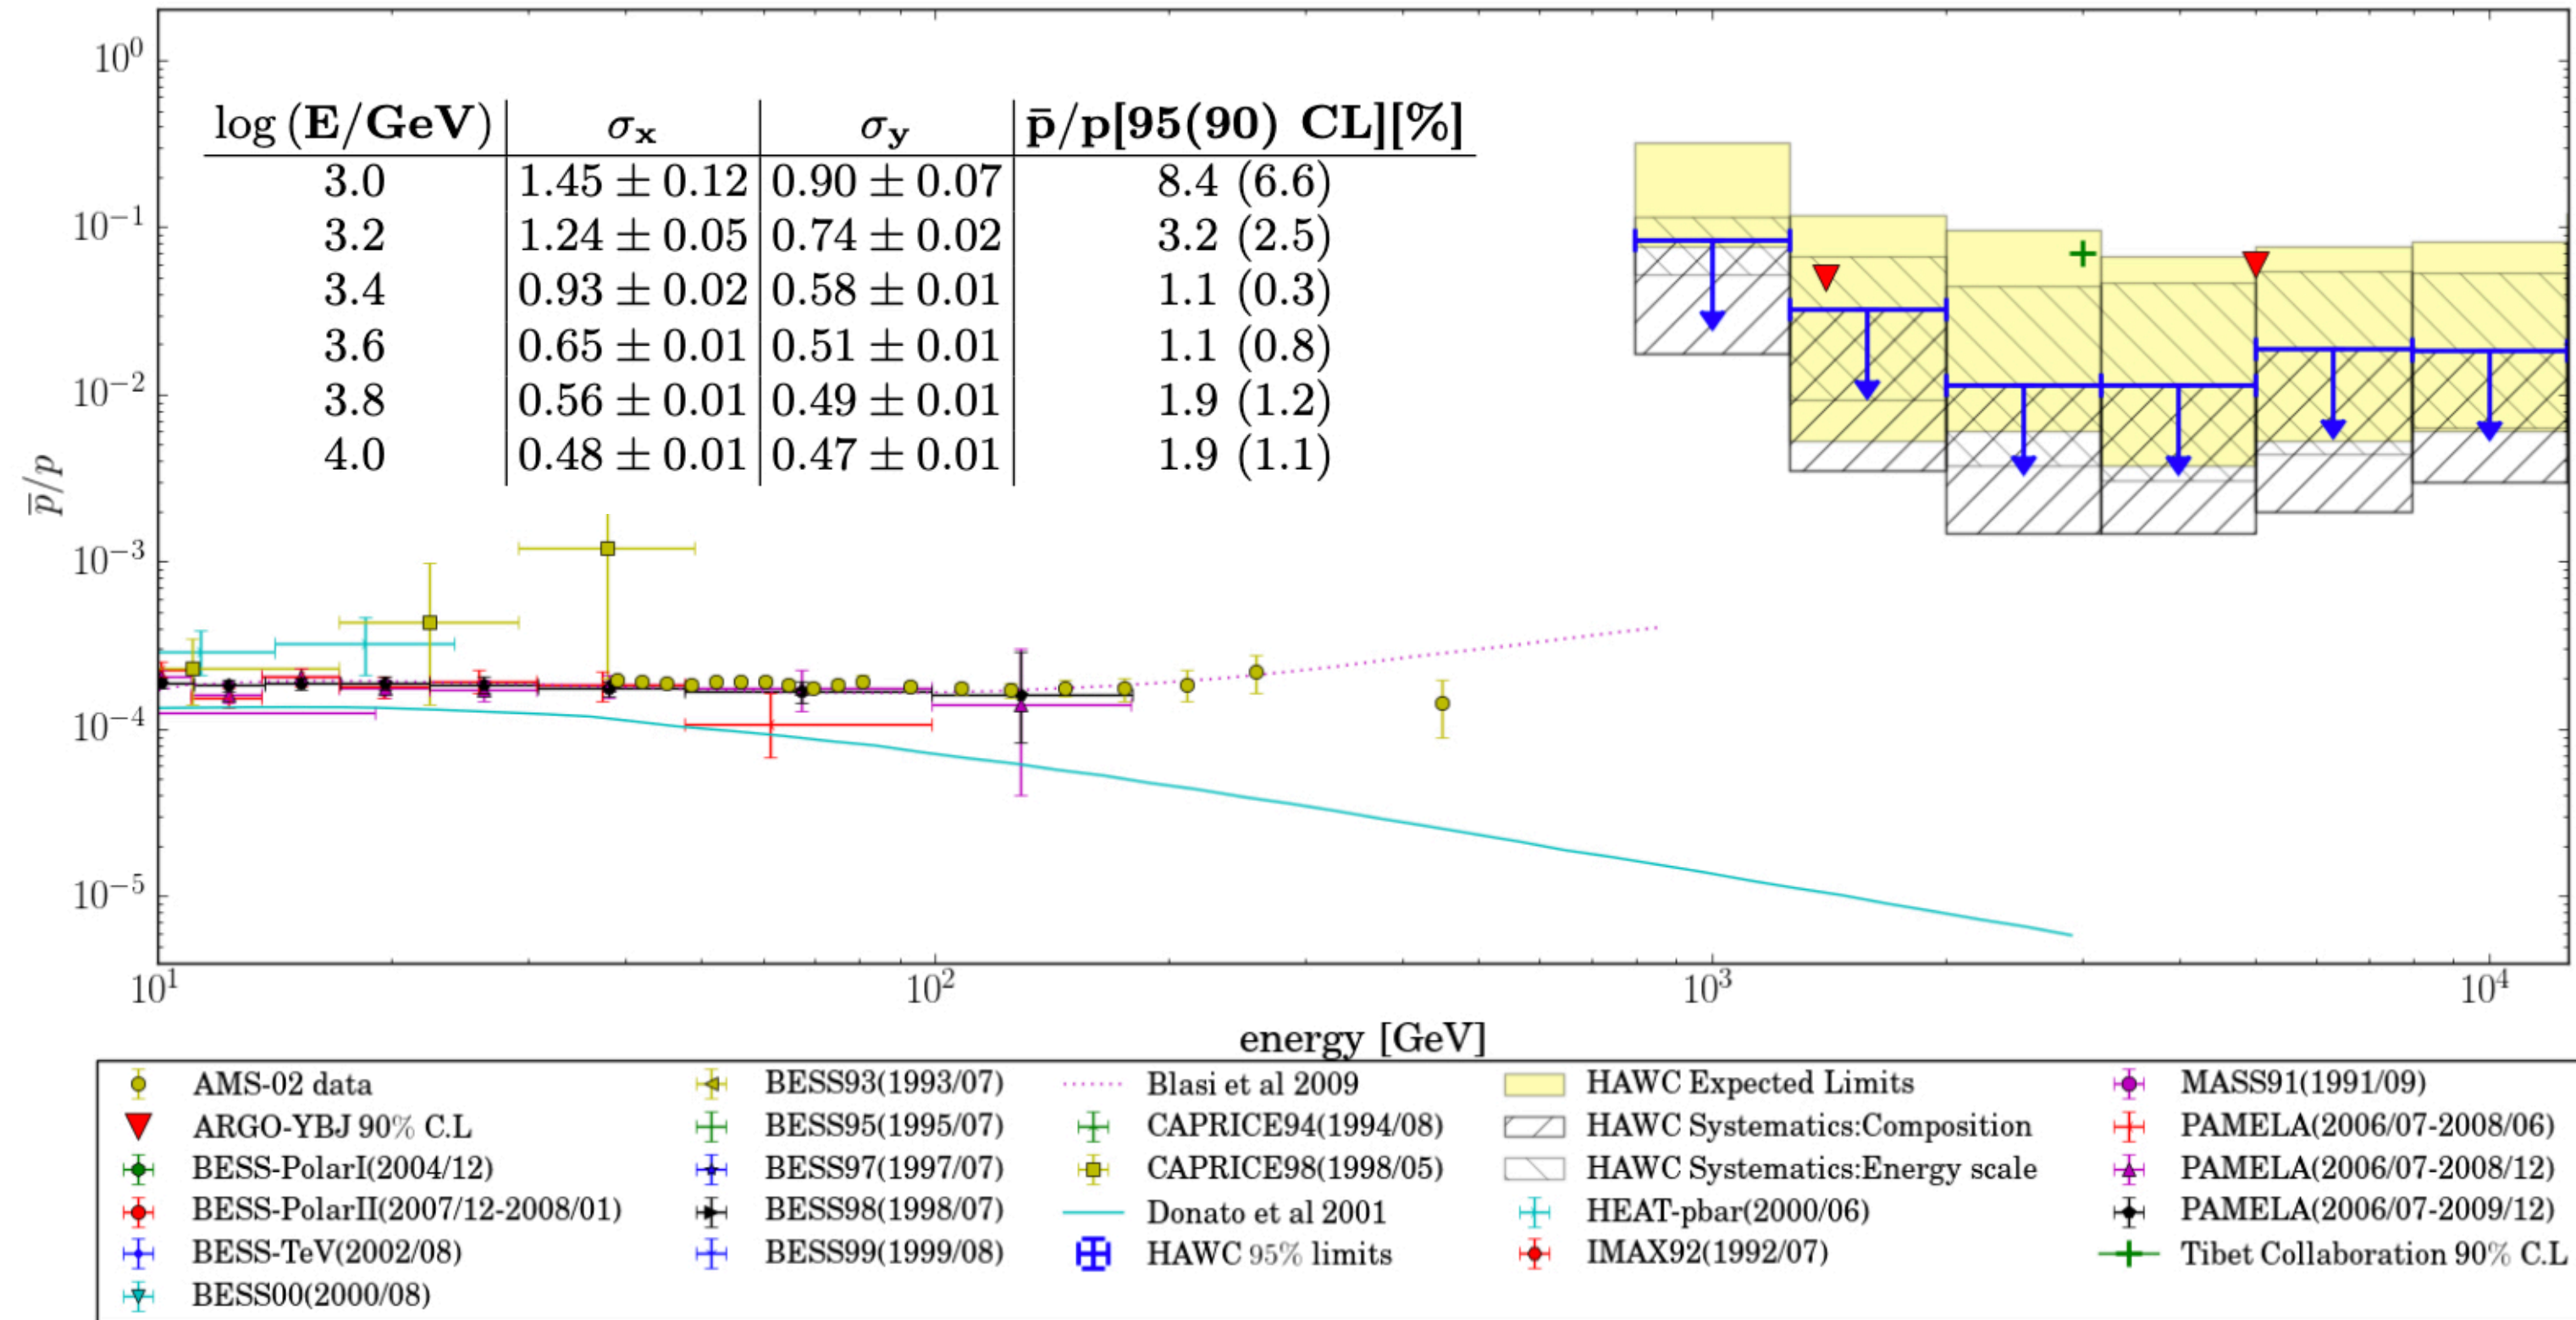 10⁰
10⁻¹
10⁻²
10⁻³
10⁻⁴
10⁻⁵
p̅/p
log (E/GeV) σx σy p̄/p[95(90) CL][%]
3.0 1.45 ± 0.12 0.90 ± 0.07 8.4 (6.6)
3.2 1.24 ± 0.05 0.74 ± 0.02 3.2 (2.5)
3.4 0.93 ± 0.02 0.58 ± 0.01 1.1 (0.3)
3.6 0.65 ± 0.01 0.51 ± 0.01 1.1 (0.8)
3.8 0.56 ± 0.01 0.49 ± 0.01 1.9 (1.2)
4.0 0.48 ± 0.01 0.47 ± 0.01 1.9 (1.1)
10¹ 10² 10³ 10⁴
energy [GeV]
AMS-02 data
ARGO-YBJ 90% C.L
BESS-PolarI(2004/12)
BESS-PolarII(2007/12-2008/01)
BESS-TeV(2002/08)
BESS00(2000/08)
BESS93(1993/07)
BESS95(1995/07)
BESS97(1997/07)
BESS98(1998/07)
BESS99(1999/08)
Blasi et al 2009
CAPRICE94(1994/08)
CAPRICE98(1998/05)
Donato et al 2001
HAWC 95% limits
HAWC Expected Limits
HAWC Systematics:Composition
HAWC Systematics:Energy scale
HEAT-pbar(2000/06)
IMAX92(1992/07)
MASS91(1991/09)
PAMELA(2006/07-2008/06)
PAMELA(2006/07-2008/12)
PAMELA(2006/07-2009/12)
Tibet Collaboration 90% C.L